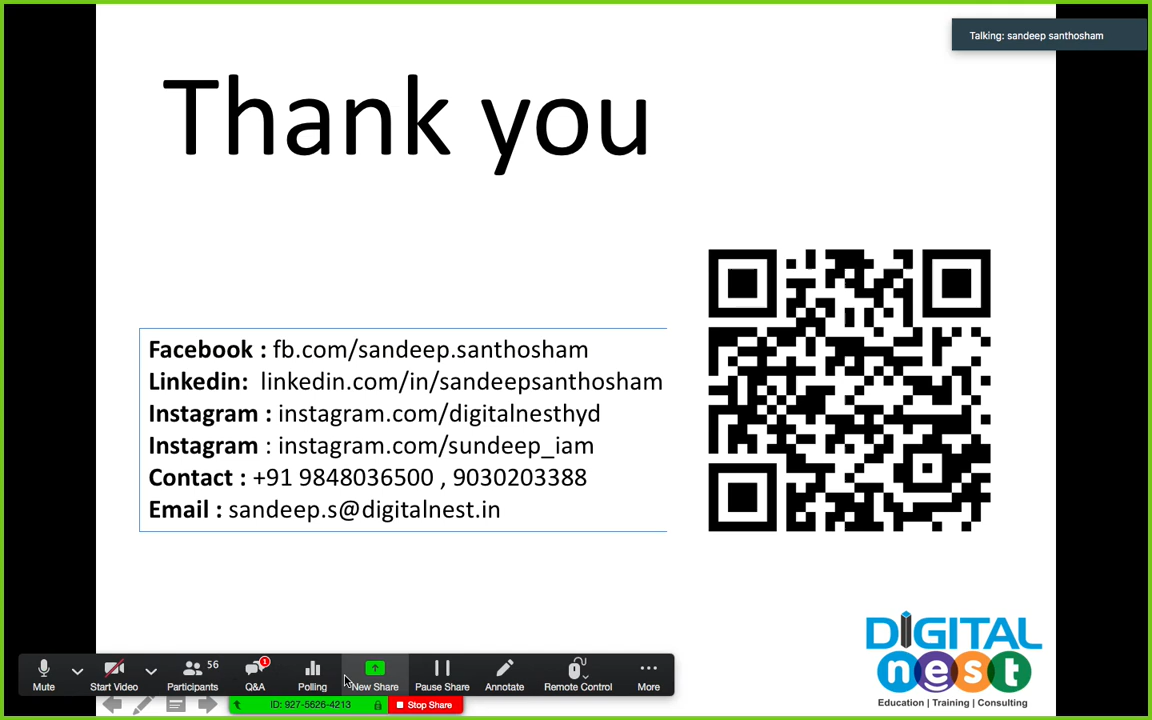 Talking: sandeep santhosham
Thank you
Facebook : fb.com/sandeep.santhosham
Linkedin: linkedin.com/in/sandeepsanthosham
Instagram : instagram.com/digitalnesthyd
Instagram : instagram.com/sundeep_iam
Contact : +91 9848036500 , 9030203388
Email : sandeep.s@digitalnest.in
DIGITAL
nest
Education | Training | Consulting
56
1
Mute
Start Video
Participants
Q&A
Polling
New Share
Pause Share
Annotate
Remote Control
More
ID: 927-5626-4213
Stop Share